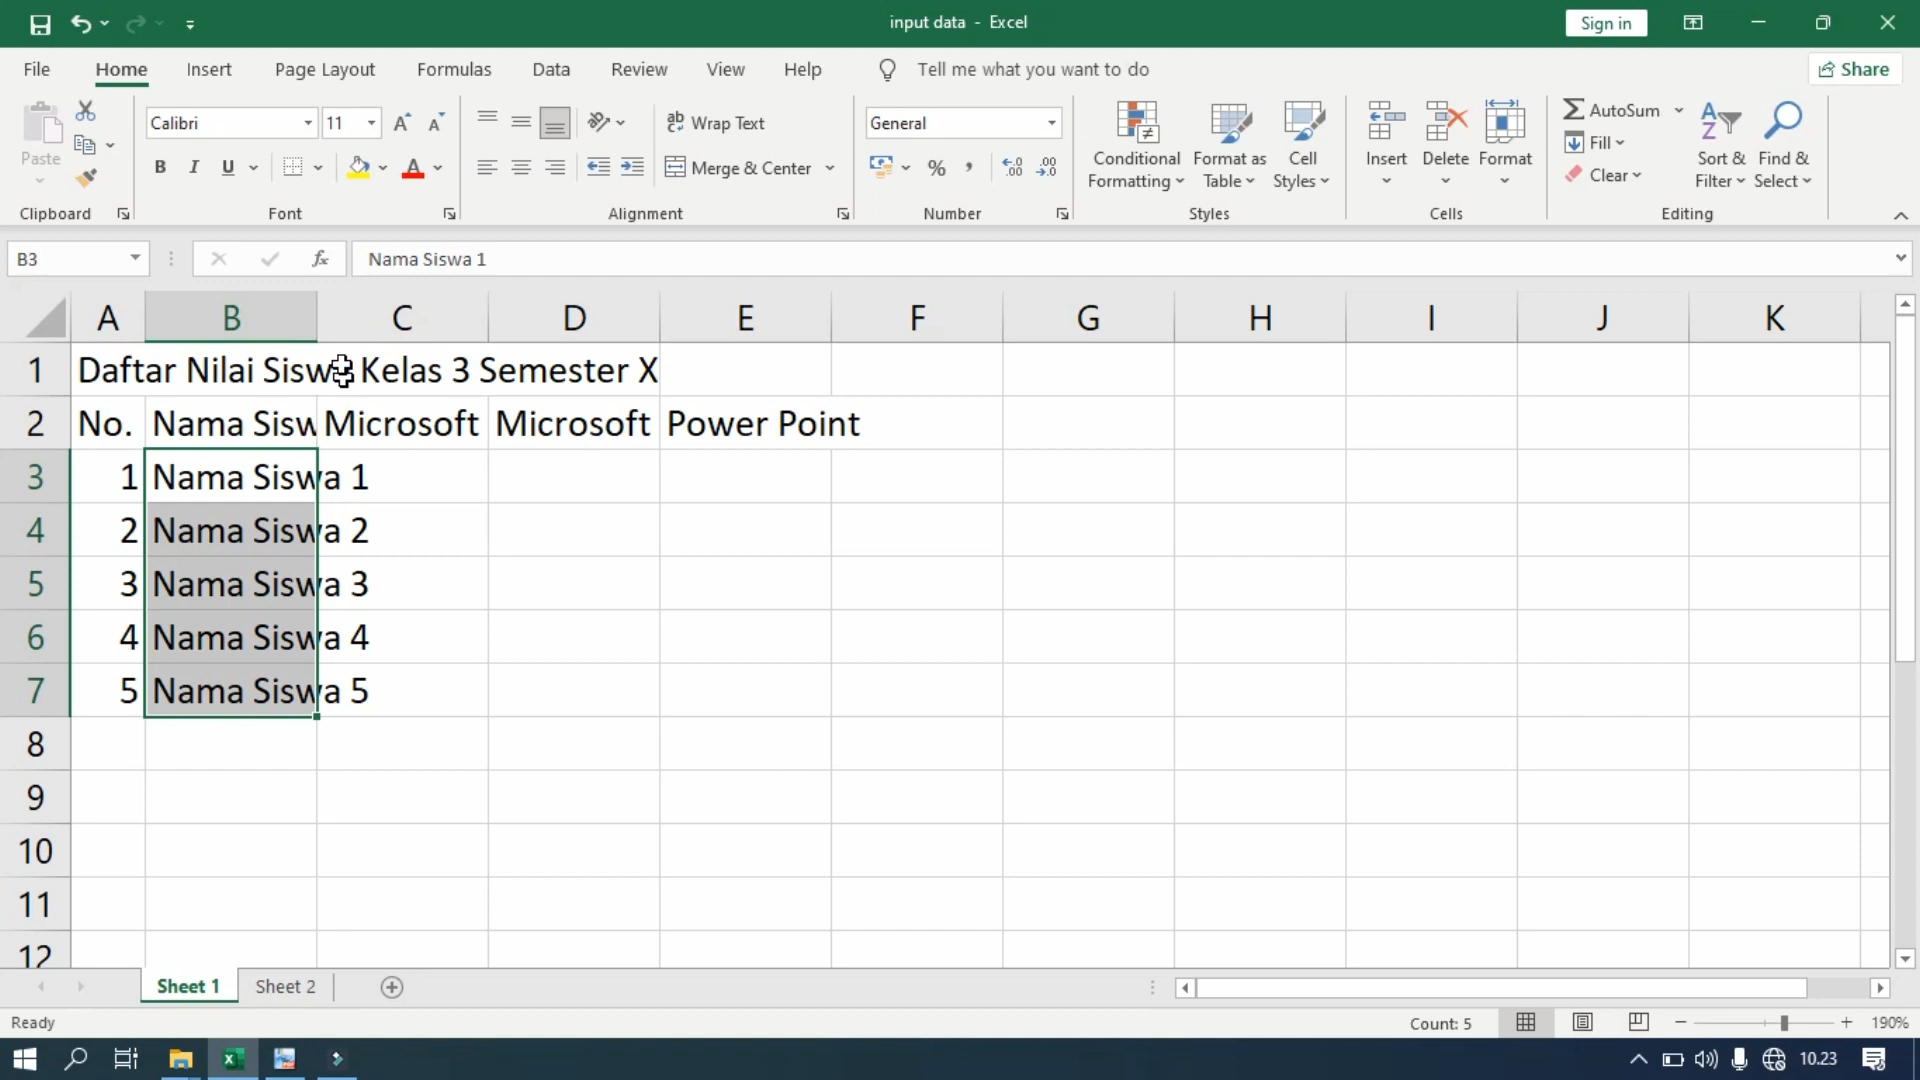 input data - Excel
Sign in
File Home Insert Page Layout Formulas Data Review View Help Tell me what you want to do Share
Paste
Clipboard
Calibri 11
B I U A
Font
Wrap Text
Merge & Center
Alignment
General
% ,
Number
Conditional Formatting
Format as Table
Cell Styles
Styles
Insert Delete Format
Cells
AutoSum
Fill
Clear
Sort & Filter
Find & Select
Editing
B3 fx Nama Siswa 1
A B C D E F G H I J K
1 Daftar Nilai Siswa Kelas 3 Semester X
2 No. Nama Sisw Microsoft Microsoft Power Point
3 1 Nama Siswa 1
4 2 Nama Siswa 2
5 3 Nama Siswa 3
6 4 Nama Siswa 4
7 5 Nama Siswa 5
8
9
10
11
12
Sheet 1 Sheet 2
Ready Count: 5 190%
10.23